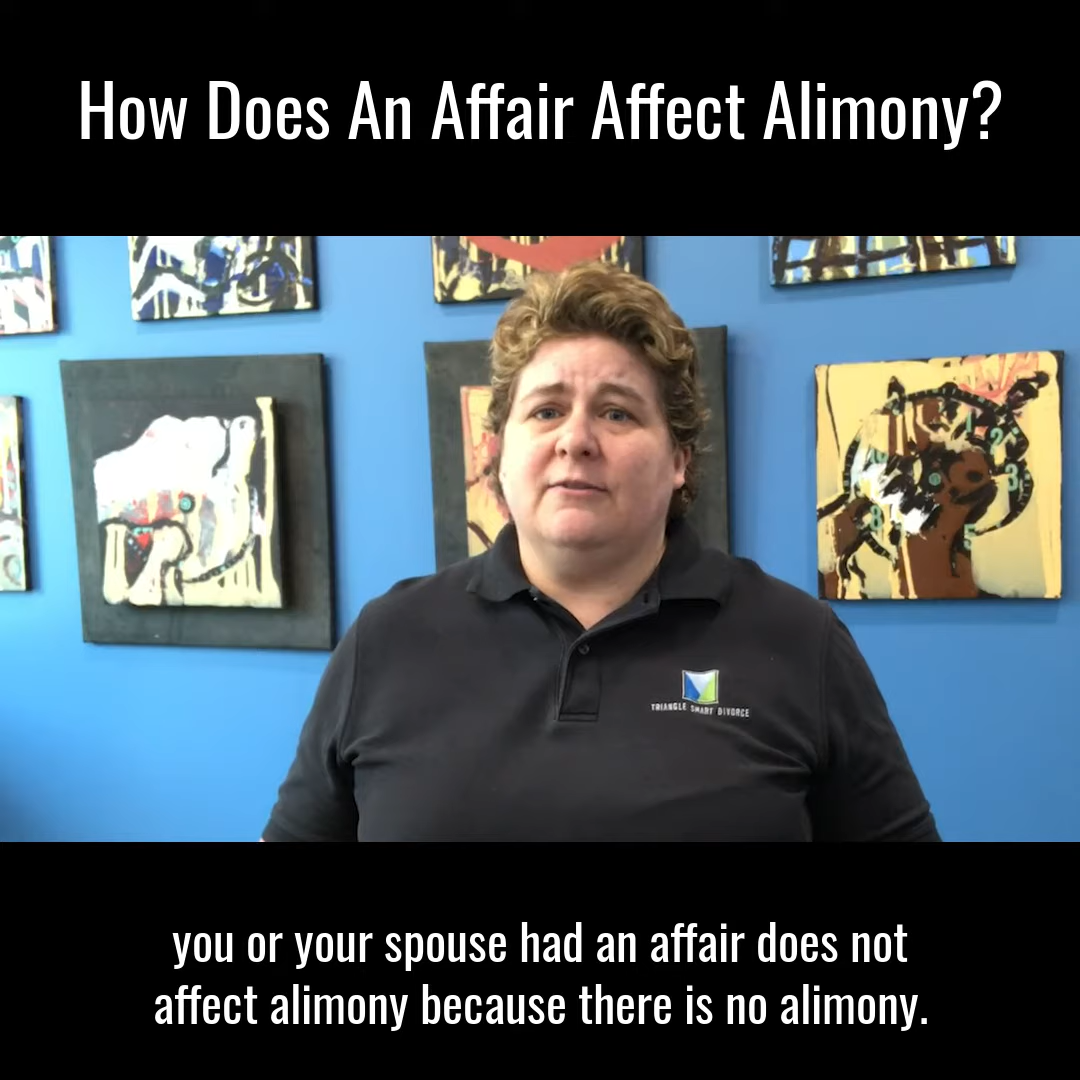 How Does An Affair Affect Alimony?
TRIANGLE SMART DIVORCE
you or your spouse had an affair does not
affect alimony because there is no alimony.